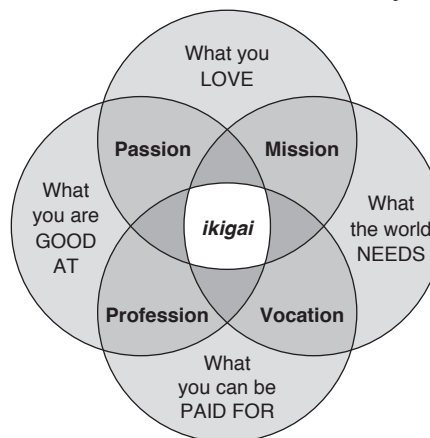 What you
LOVE
Passion
Mission
What
you are
GOOD
AT
ikigai
What
the world
NEEDS
Profession
Vocation
What
you can be
PAID FOR